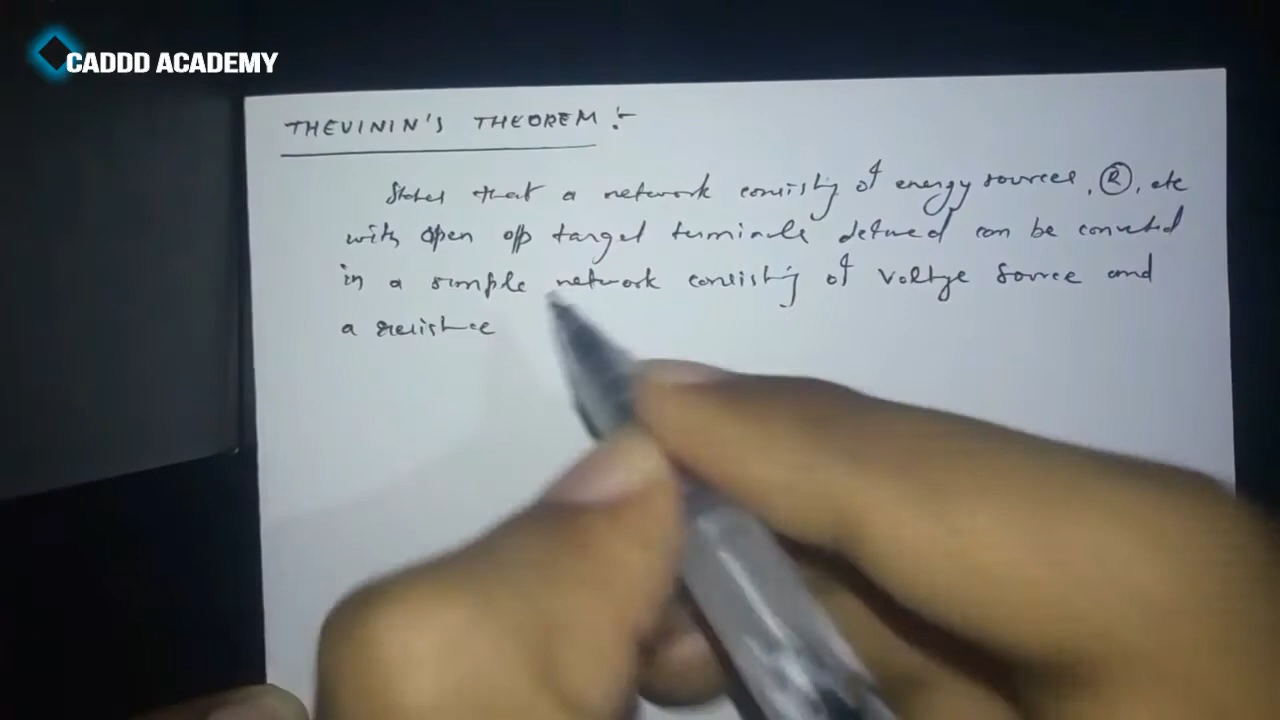 CADDD ACADEMY
THEVININ'S THEOREM :-
States that a network consisting of energy sources, R, etc
with open target terminals can be converted
in a simple network consisting of voltage source and
a resistance